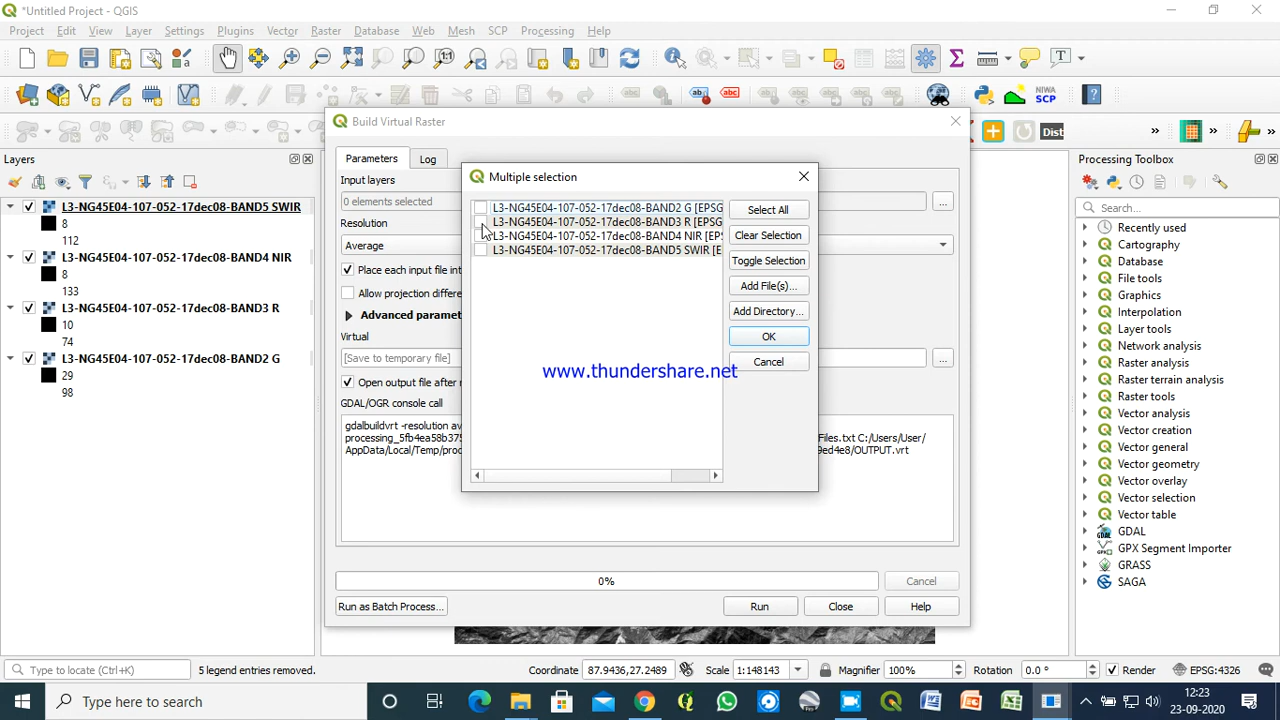 *Untitled Project — QGIS
Project Edit View Layer Settings Plugins Vector Raster Database Web Mesh SCP Processing Help
NIWA
SCP
Dist
Layers
L3-NG45E04-107-052-17dec08-BAND5 SWIR
8
112
L3-NG45E04-107-052-17dec08-BAND4 NIR
8
133
L3-NG45E04-107-052-17dec08-BAND3 R
10
74
L3-NG45E04-107-052-17dec08-BAND2 G
29
98
Build Virtual Raster
Parameters Log
Input layers
0 elements selected
Resolution
Average
Place each input file int
Allow projection differe
Advanced paramet
Virtual
[Save to temporary file]
Open output file after r
GDAL/OGR console call
gdalbuildvrt -resolution av
processing_5fb4ea58b375 Files.txt C:/Users/User/
AppData/Local/Temp/proc 9ed4e8/OUTPUT.vrt
0%
Cancel
Run as Batch Process... Run Close Help
Multiple selection
L3-NG45E04-107-052-17dec08-BAND2 G [EPSG
L3-NG45E04-107-052-17dec08-BAND3 R [EPSG
L3-NG45E04-107-052-17dec08-BAND4 NIR [EPS
L3-NG45E04-107-052-17dec08-BAND5 SWIR [E
Select All
Clear Selection
Toggle Selection
Add File(s)...
Add Directory...
OK
Cancel
www.thundershare.net
Processing Toolbox
Search...
Recently used
Cartography
Database
File tools
Graphics
Interpolation
Layer tools
Network analysis
Raster analysis
Raster terrain analysis
Raster tools
Vector analysis
Vector creation
Vector general
Vector geometry
Vector overlay
Vector selection
Vector table
GDAL
GPX Segment Importer
GRASS
SAGA
Type to locate (Ctrl+K) 5 legend entries removed. Coordinate 87.9436,27.2489 Scale 1:148143 Magnifier 100% Rotation 0.0 ° Render EPSG:4326
Type here to search
12:23
23-09-2020